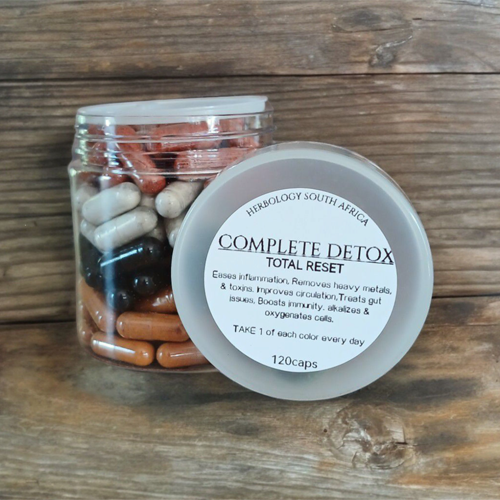 HERBOLOGY SOUTH AFRICA
COMPLETE DETOX
TOTAL RESET
Eases inflammation, Removes heavy metals,
& toxins, Improves circulation,Treats gut
issues, Boosts immunity, alkalizes &
oxygenates cells.
TAKE 1 of each color every day
120caps